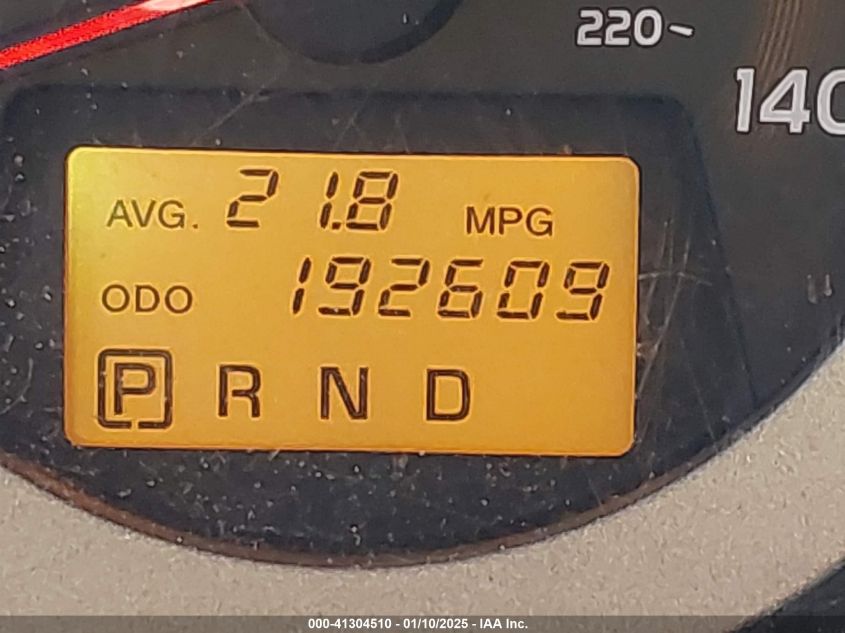 220
140
AVG. 21.8 MPG
ODO 192609
P R N D
000-41304510 - 01/10/2025 - IAA Inc.